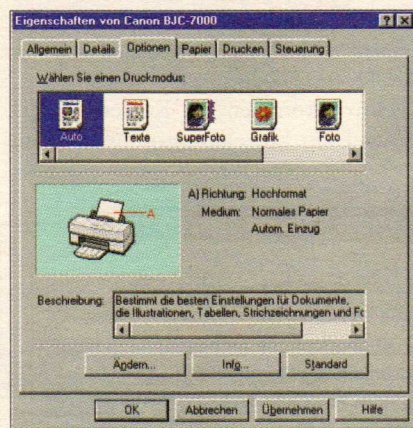 Eigenschaften von Canon BJC-7000
Allgemein Details Optionen Papier Drucken Steuerung
Wählen Sie einen Druckmodus:
Auto Texte SuperFoto Grafik Foto
A
A) Richtung: Hochformat
Medium: Normales Papier
Autom. Einzug
Beschreibung: Bestimmt die besten Einstellungen für Dokumente,
die Illustrationen, Tabellen, Strichzeichnungen und Fo
Ändern... Info... Standard
OK Abbrechen Übernehmen Hilfe